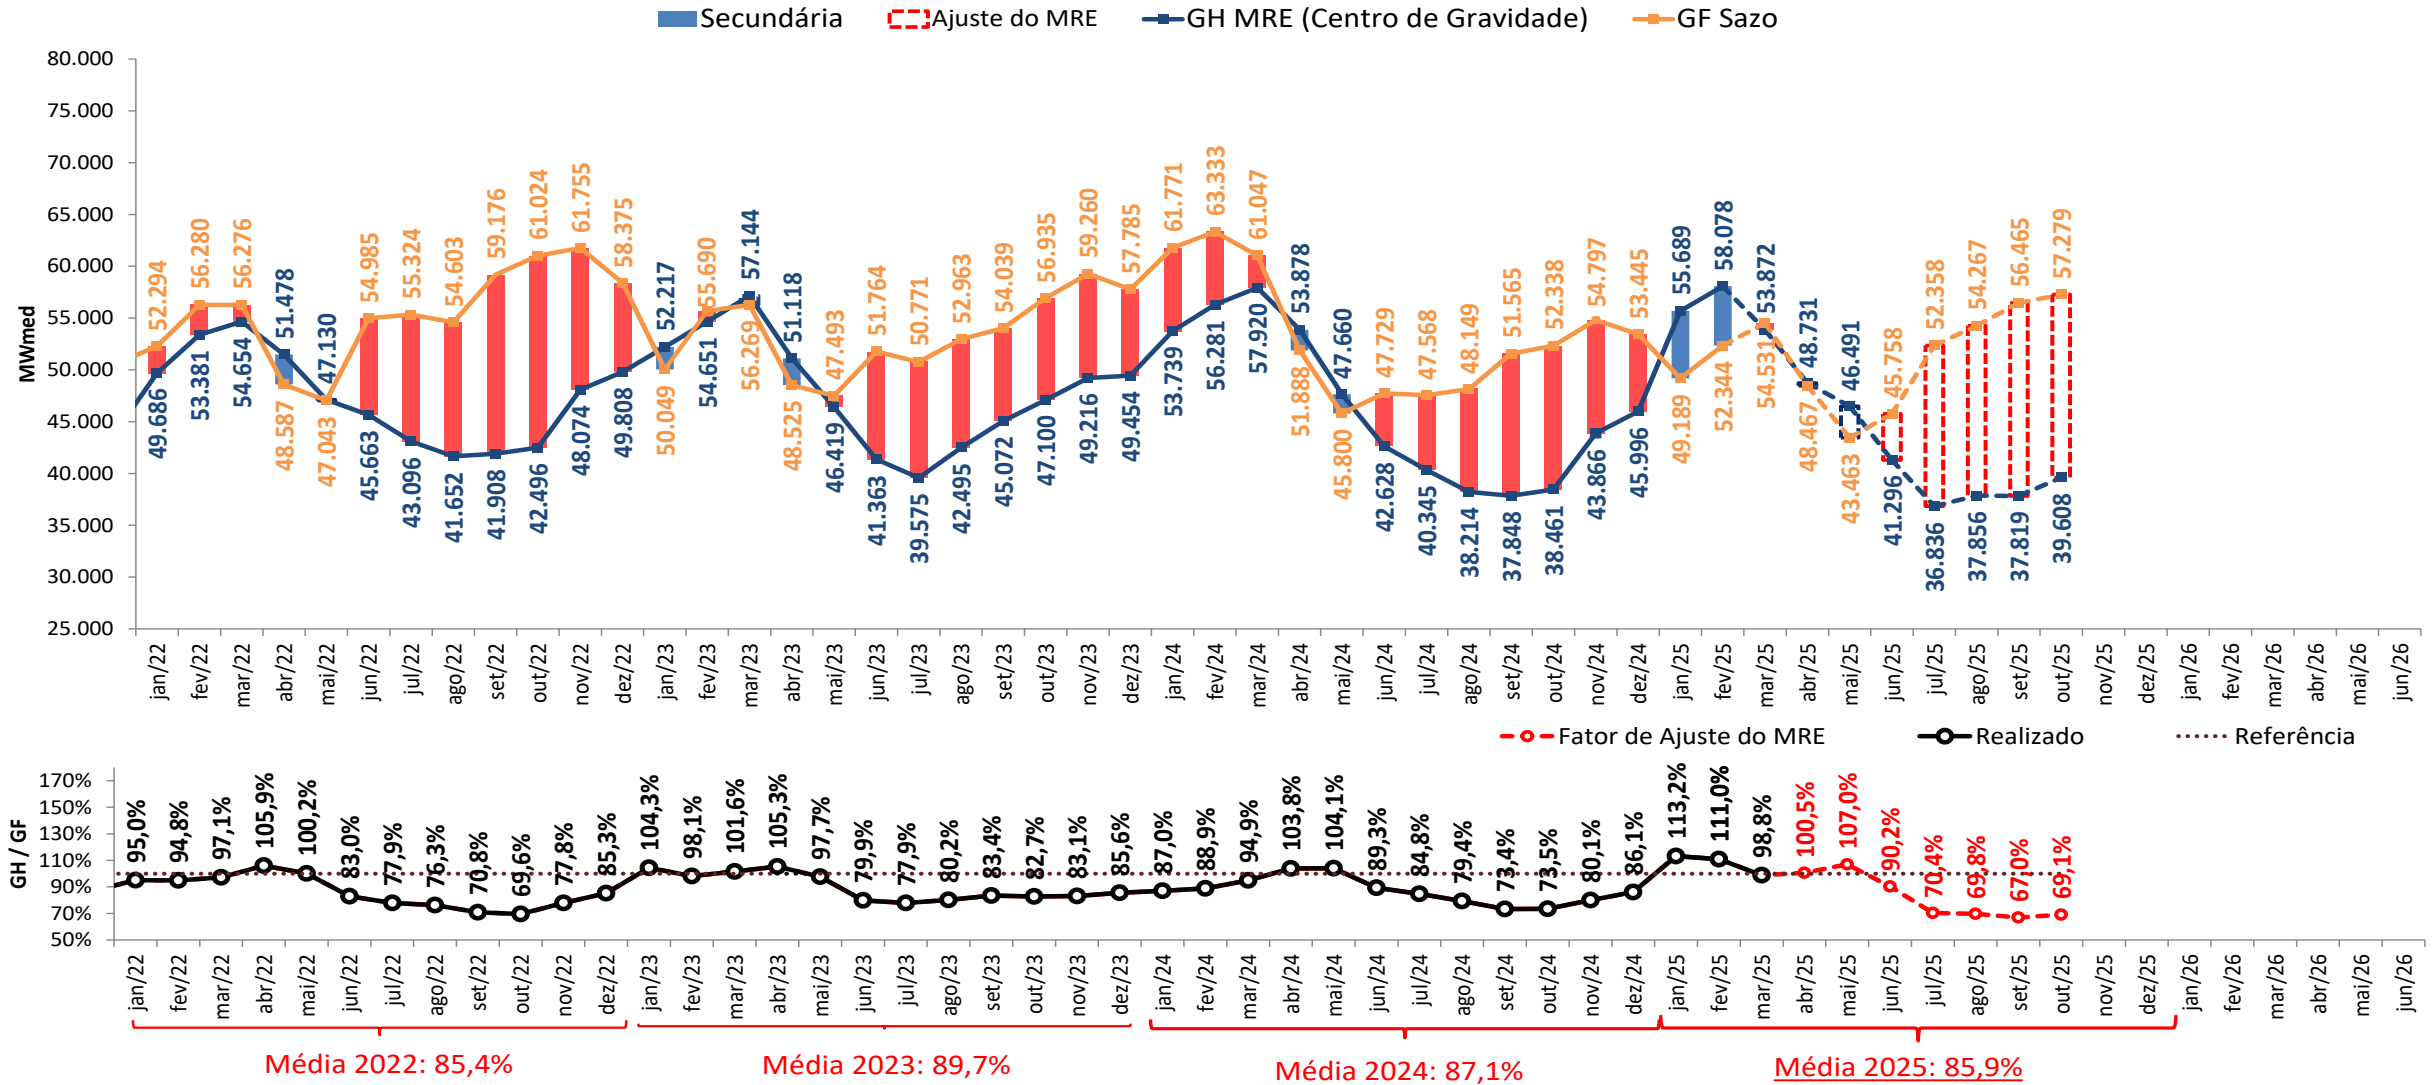 Secundária Ajuste do MRE GH MRE (Centro de Gravidade) GF Sazo
MWmed
80.000
75.000
70.000
65.000
60.000
55.000
50.000
45.000
40.000
35.000
30.000
25.000
52.294 56.280 56.276 48.587 47.043 54.985 55.324 54.603 59.176 61.024 61.755 58.375 50.049 55.690 56.269 48.525 47.493 51.764 50.771 52.963 54.039 56.935 59.260 57.785 61.771 63.333 61.047 51.888 45.800 47.729 47.568 48.149 51.565 52.338 54.797 53.445 49.189 52.344 54.531 48.467 43.463 45.758 52.358 54.267 56.465 57.279
49.686 53.381 54.654 51.478 47.130 45.663 43.096 41.652 41.908 42.496 48.074 49.808 52.217 54.651 57.144 51.118 46.419 41.363 39.575 42.495 45.072 47.100 49.216 49.454 53.739 56.281 57.920 53.878 47.660 42.628 40.345 38.214 37.848 38.461 43.866 45.996 55.689 58.078 53.872 48.731 46.491 41.296 36.836 37.856 37.819 39.608
jan/22 fev/22 mar/22 abr/22 mai/22 jun/22 jul/22 ago/22 set/22 out/22 nov/22 dez/22 jan/23 fev/23 mar/23 abr/23 mai/23 jun/23 jul/23 ago/23 set/23 out/23 nov/23 dez/23 jan/24 fev/24 mar/24 abr/24 mai/24 jun/24 jul/24 ago/24 set/24 out/24 nov/24 dez/24 jan/25 fev/25 mar/25 abr/25 mai/25 jun/25 jul/25 ago/25 set/25 out/25 nov/25 dez/25 jan/26 fev/26 mar/26 abr/26 mai/26 jun/26
Fator de Ajuste do MRE Realizado Referência
GH / GF
170%
150%
130%
110%
90%
70%
50%
95,0% 94,8% 97,1% 105,9% 100,2% 83,0% 77,9% 76,3% 70,8% 69,6% 77,8% 85,3% 104,3% 98,1% 101,6% 105,3% 97,7% 79,9% 77,9% 80,2% 83,4% 82,7% 83,1% 85,6% 87,0% 88,9% 94,9% 103,8% 104,1% 89,3% 84,8% 79,4% 73,4% 73,5% 80,1% 86,1% 113,2% 111,0% 98,8% 100,5% 107,0% 90,2% 70,4% 69,8% 67,0% 69,1%
jan/22 fev/22 mar/22 abr/22 mai/22 jun/22 jul/22 ago/22 set/22 out/22 nov/22 dez/22 jan/23 fev/23 mar/23 abr/23 mai/23 jun/23 jul/23 ago/23 set/23 out/23 nov/23 dez/23 jan/24 fev/24 mar/24 abr/24 mai/24 jun/24 jul/24 ago/24 set/24 out/24 nov/24 dez/24 jan/25 fev/25 mar/25 abr/25 mai/25 jun/25 jul/25 ago/25 set/25 out/25 nov/25 dez/25 jan/26 fev/26 mar/26 abr/26 mai/26 jun/26
Média 2022: 85,4% Média 2023: 89,7% Média 2024: 87,1% Média 2025: 85,9%